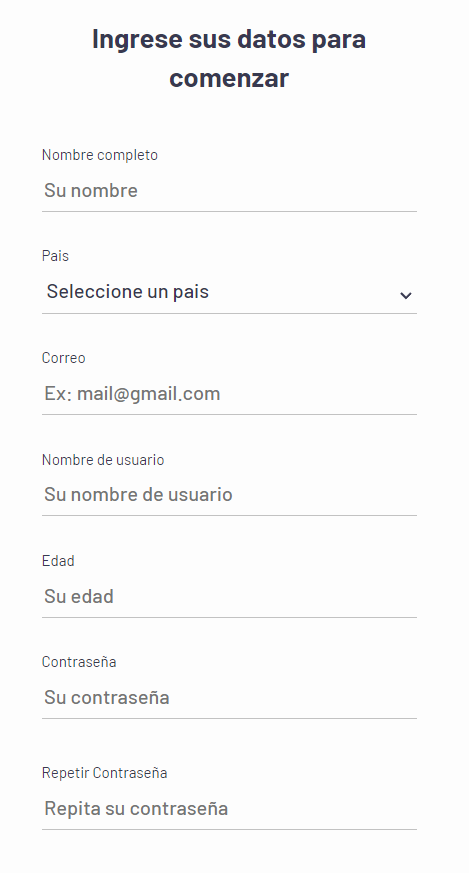 Ingrese sus datos para
comenzar
Nombre completo
Su nombre
Pais
Seleccione un pais
Correo
Ex: mail@gmail.com
Nombre de usuario
Su nombre de usuario
Edad
Su edad
Contraseña
Su contraseña
Repetir Contraseña
Repita su contraseña